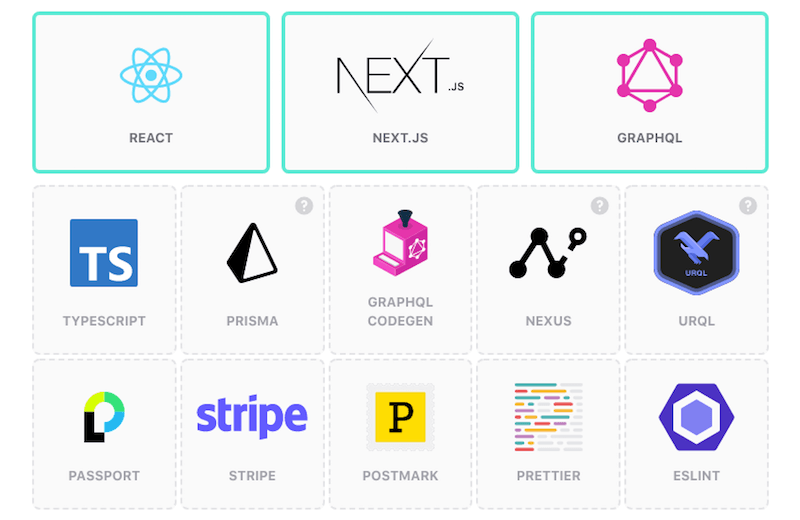 NEXT.JS
REACT
NEXT.JS
GRAPHQL
?
?
?
TS
URQL
TYPESCRIPT
PRISMA
GRAPHQL
CODEGEN
NEXUS
URQL
stripe
P
PASSPORT
STRIPE
POSTMARK
PRETTIER
ESLINT